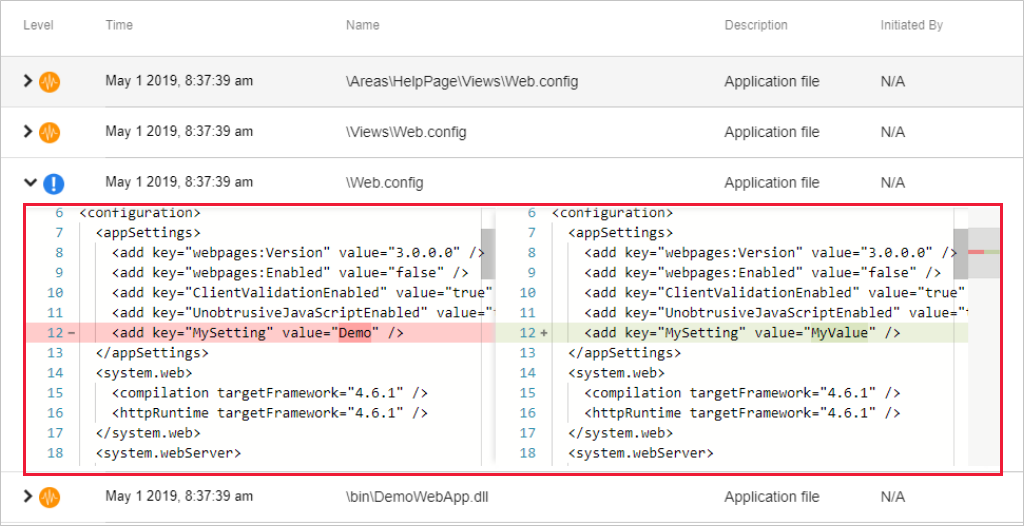 Level Time Name Description Initiated By
May 1 2019, 8:37:39 am \Areas\HelpPage\Views\Web.config Application file N/A
May 1 2019, 8:37:39 am \Views\Web.config Application file N/A
May 1 2019, 8:37:39 am \Web.config Application file N/A
6 <configuration>
7 <appSettings>
8 <add key="webpages:Version" value="3.0.0.0" />
9 <add key="webpages:Enabled" value="false" />
10 <add key="ClientValidationEnabled" value="true"
11 <add key="UnobtrusiveJavaScriptEnabled" value="
12 − <add key="MySetting" value="Demo" />
13 </appSettings>
14 <system.web>
15 <compilation targetFramework="4.6.1" />
16 <httpRuntime targetFramework="4.6.1" />
17 </system.web>
18 <system.webServer>
6 <configuration>
7 <appSettings>
8 <add key="webpages:Version" value="3.0.0.0" />
9 <add key="webpages:Enabled" value="false" />
10 <add key="ClientValidationEnabled" value="true"
11 <add key="UnobtrusiveJavaScriptEnabled" value="
12 + <add key="MySetting" value="MyValue" />
13 </appSettings>
14 <system.web>
15 <compilation targetFramework="4.6.1" />
16 <httpRuntime targetFramework="4.6.1" />
17 </system.web>
18 <system.webServer>
May 1 2019, 8:37:39 am \bin\DemoWebApp.dll Application file N/A